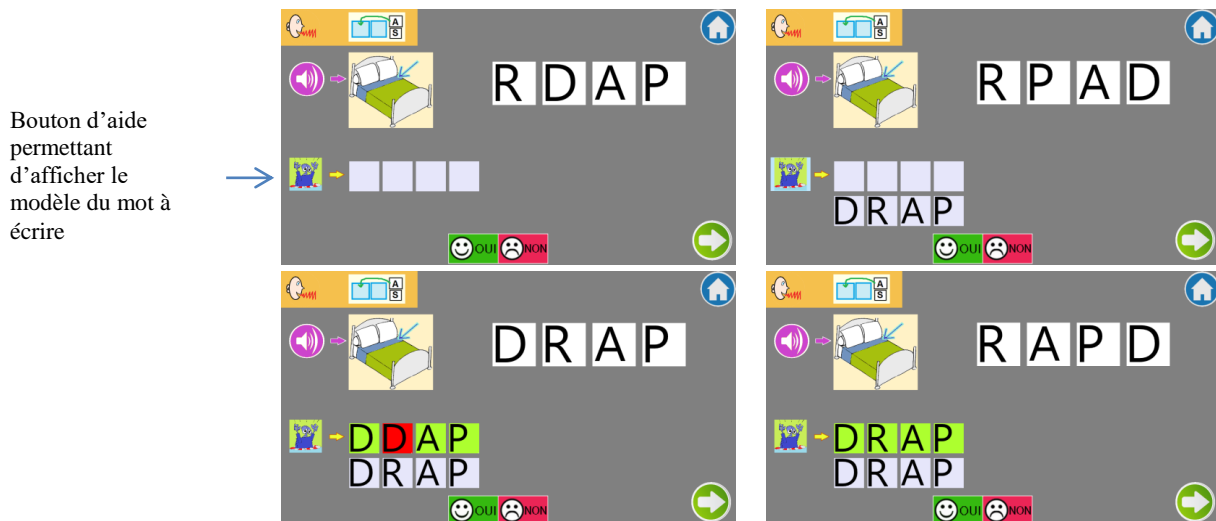 Bouton d'aide
permettant
d'afficher le
modèle du mot à
écrire
A
S
R D A P
OUI NON
A
S
R P A D
D R A P
OUI NON
A
S
D R A P
D D A P
D R A P
OUI NON
A
S
R A P D
D R A P
D R A P
OUI NON